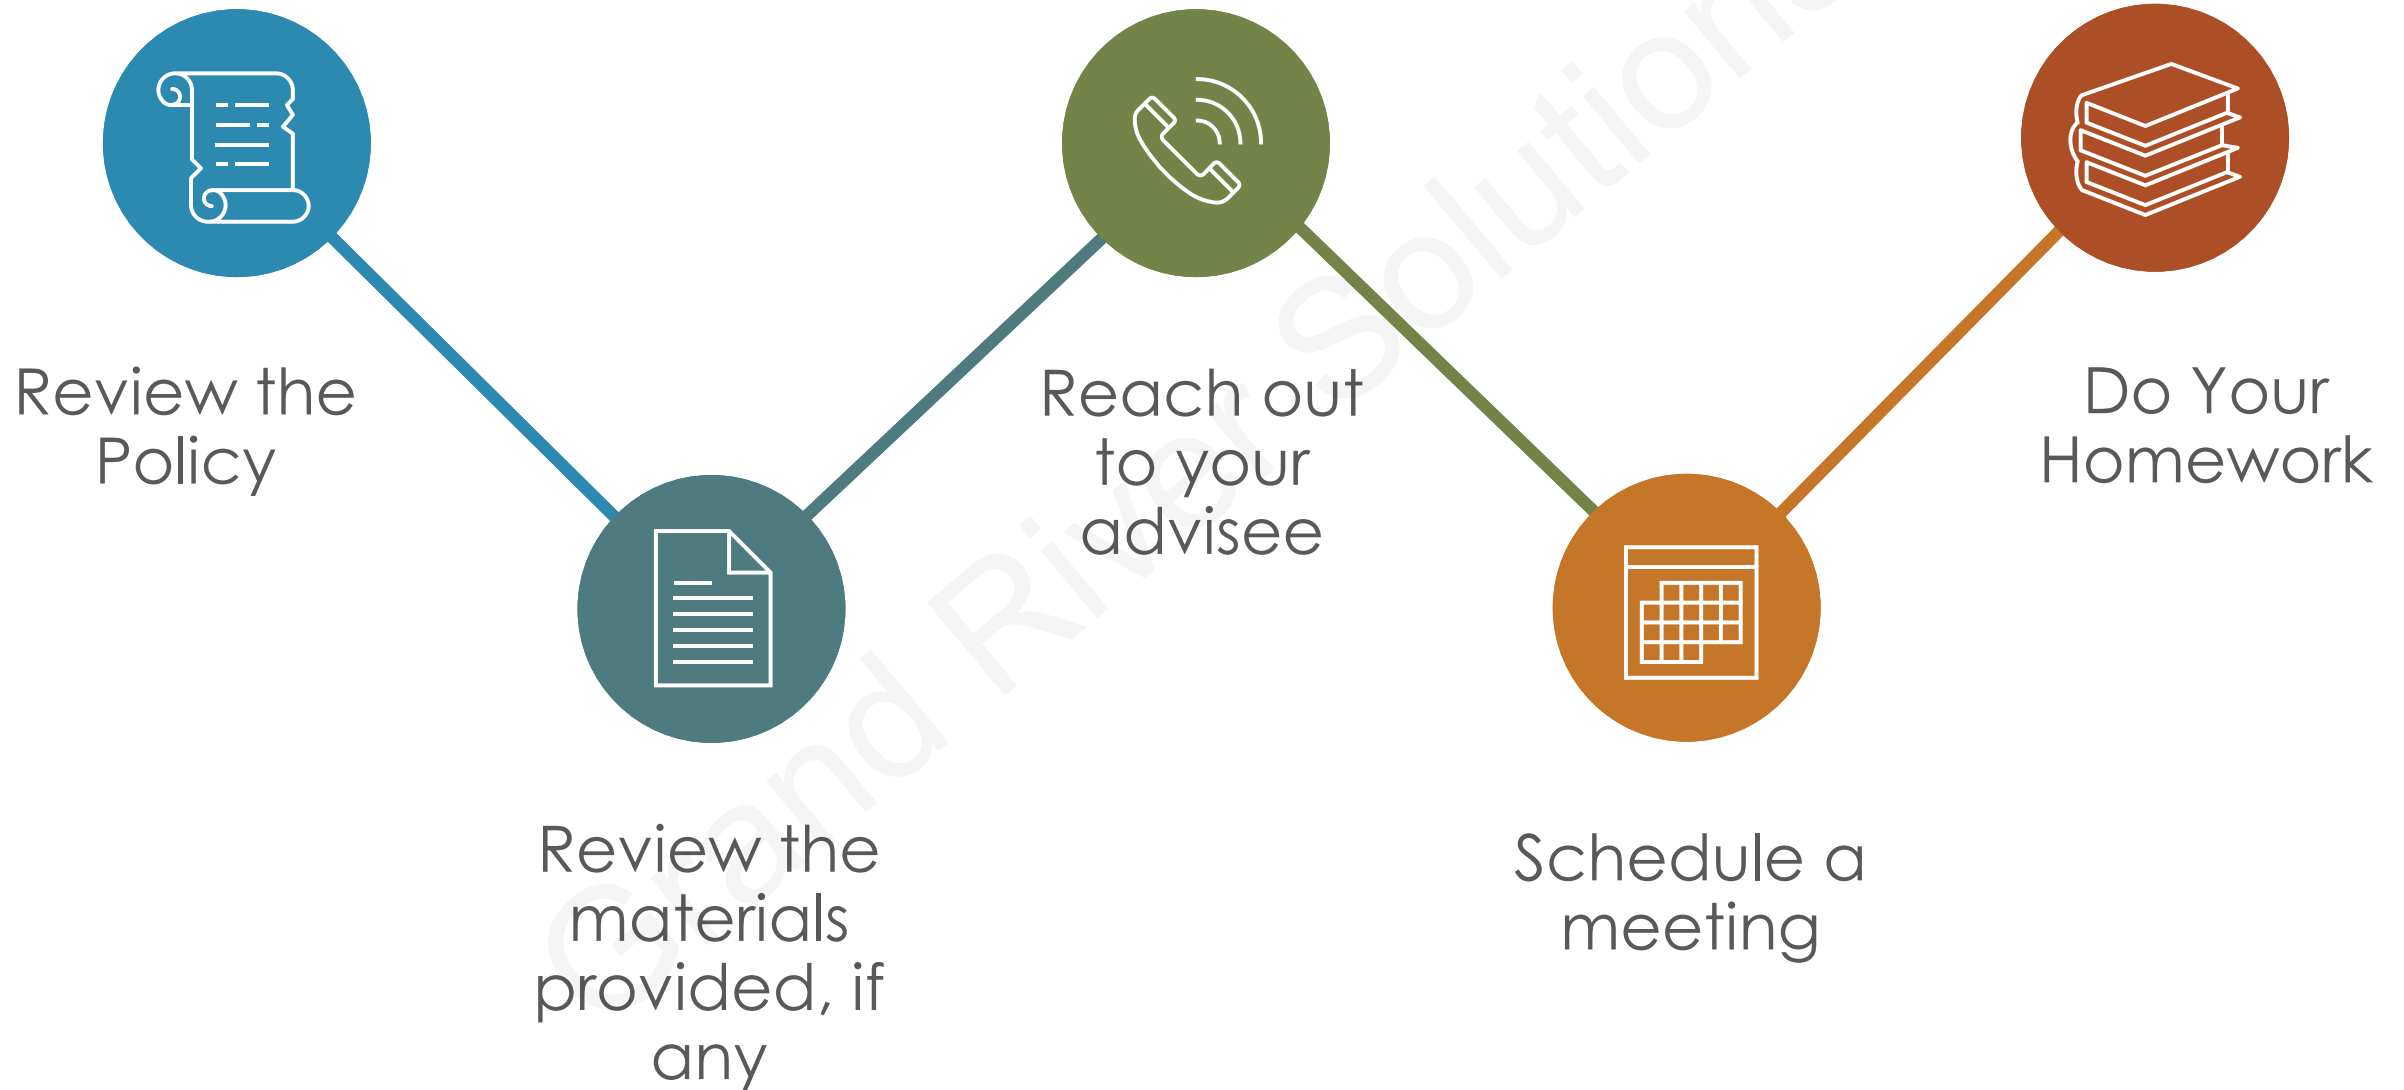 Review the
Policy
Review the
materials
provided, if
any
Reach out
to your
advisee
Schedule a
meeting
Do Your
Homework
Grand River Solutions